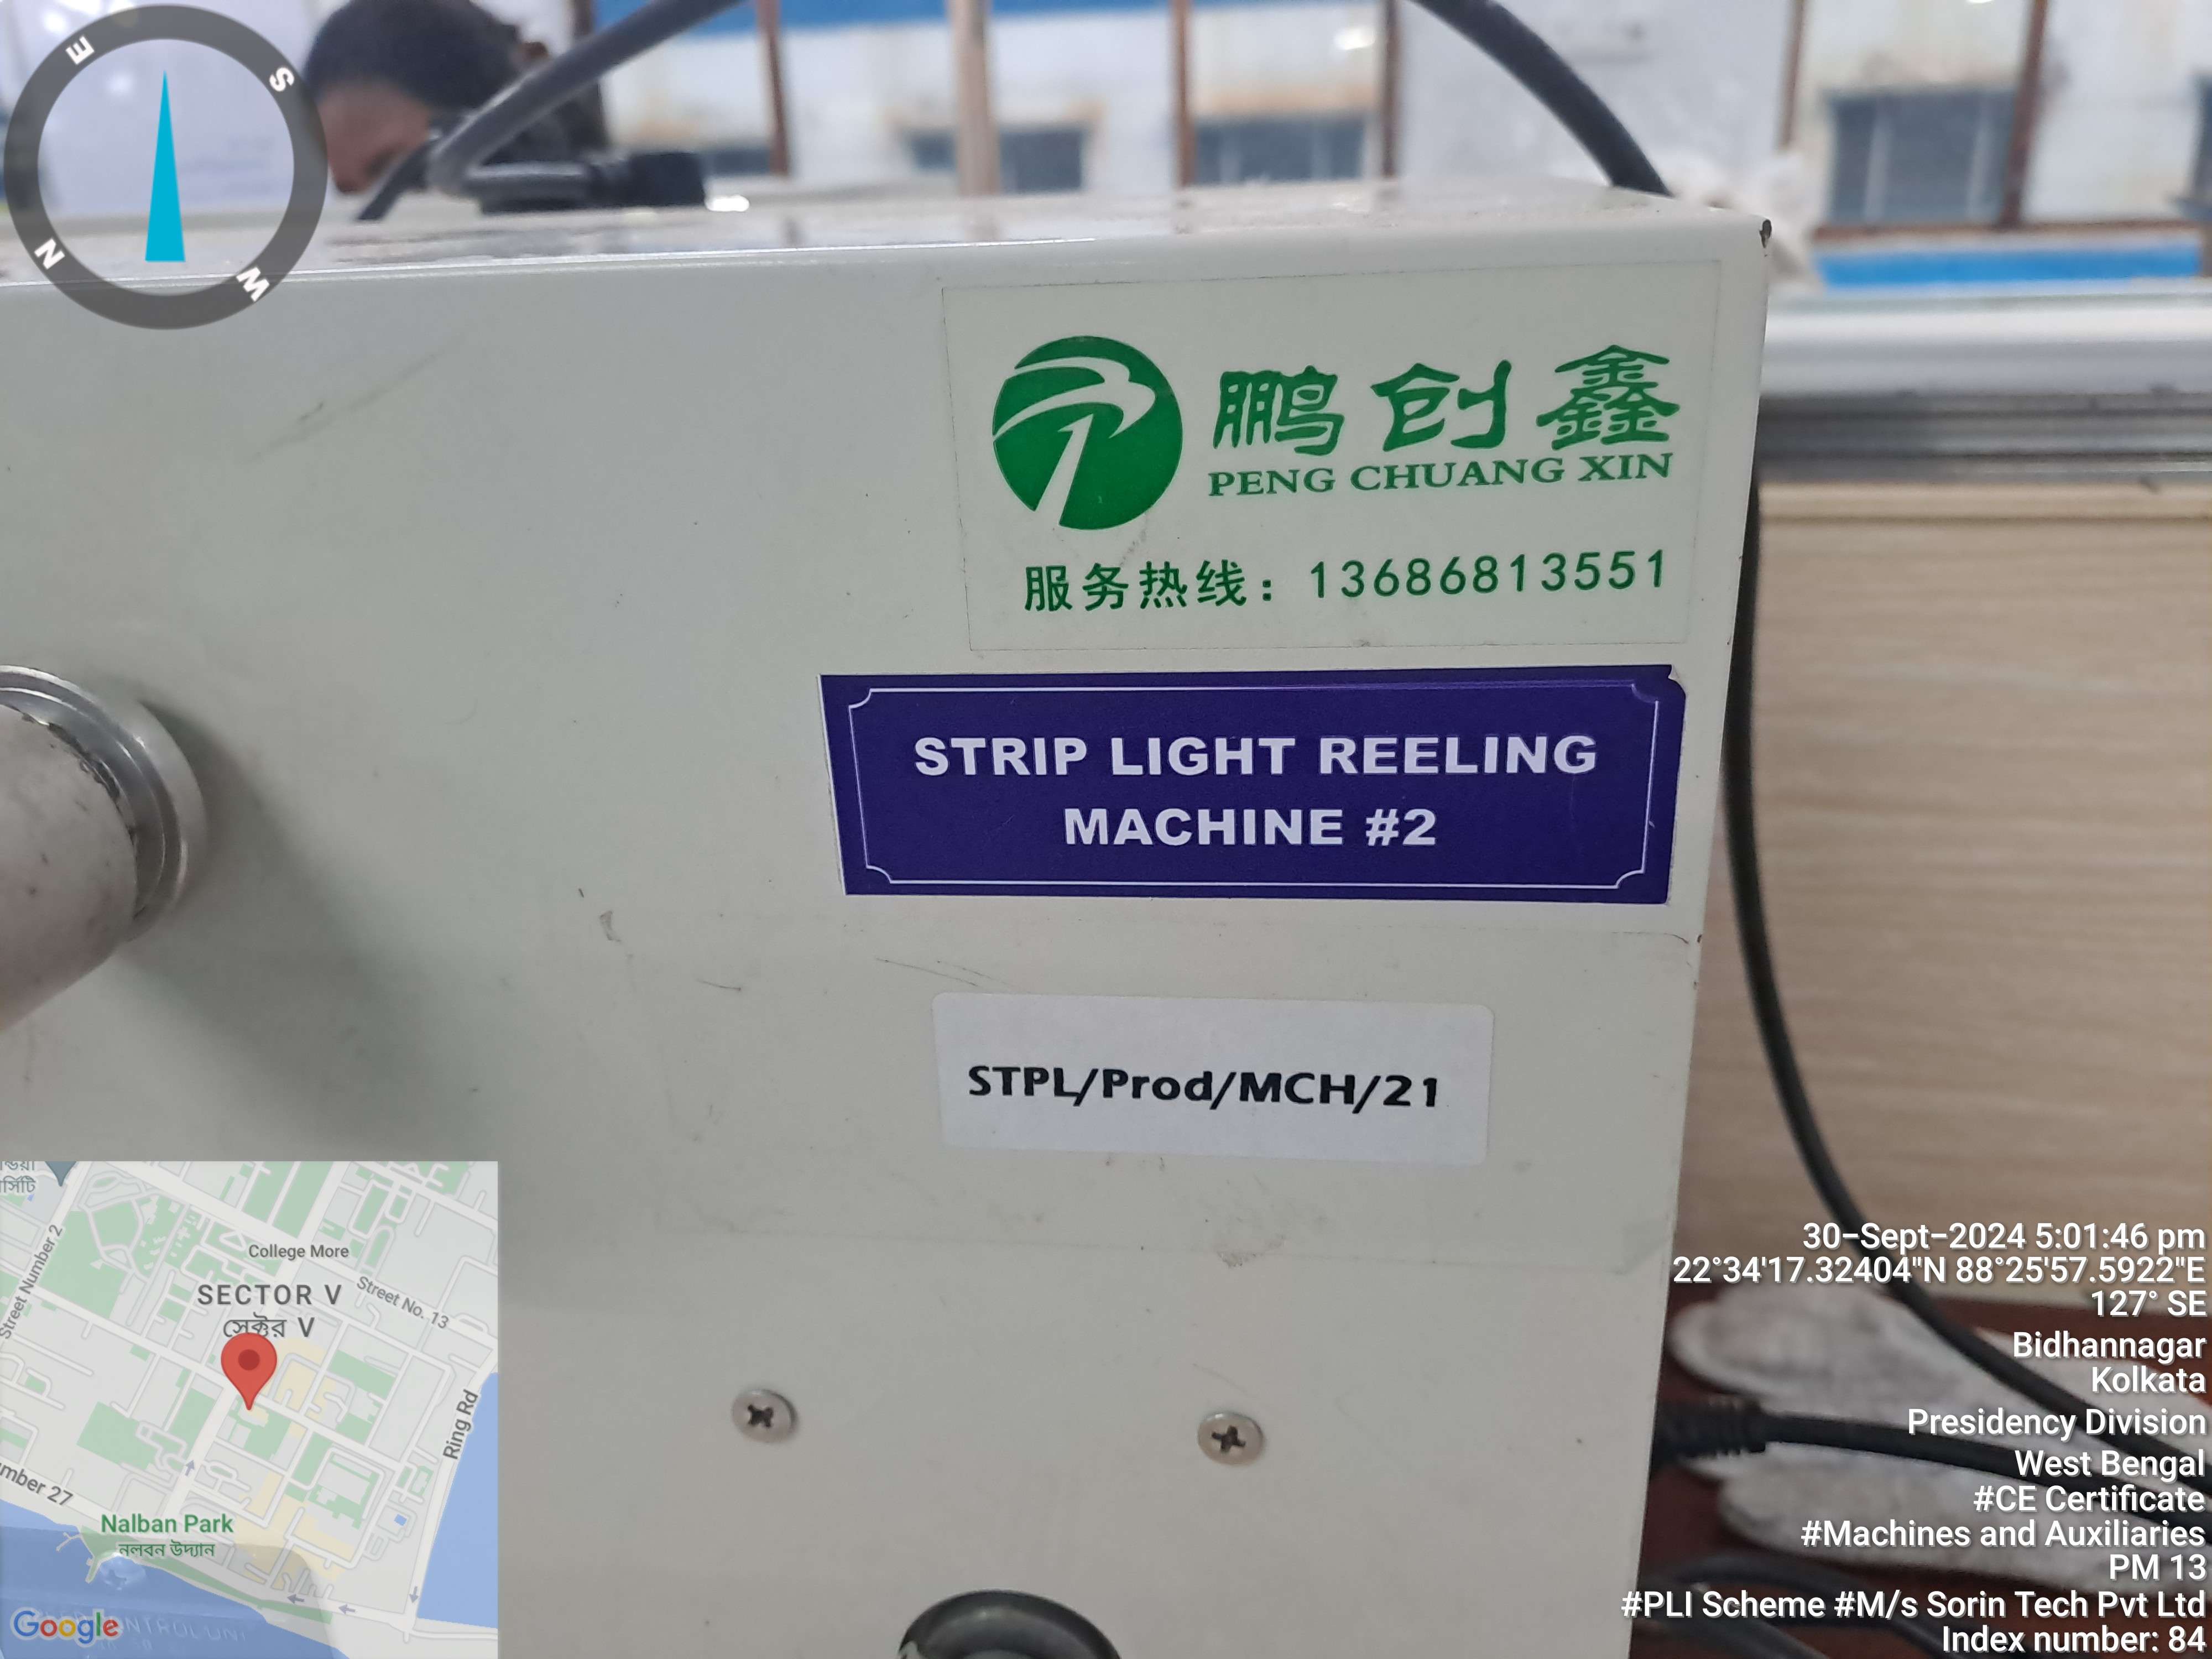 E
S
N
W
鹏创鑫
PENG CHUANG XIN
服务热线：13686813551
STRIP LIGHT REELING
MACHINE #2
STPL/Prod/MCH/21
College More
Street Number 2
SECTOR V
সেক্টর V
Street No. 13
Ring Rd
Nalban Park
নলবন উদ্যান
Google
30-Sept-2024 5:01:46 pm
22°34'17.32404"N 88°25'57.5922"E
127° SE
Bidhannagar
Kolkata
Presidency Division
West Bengal
#CE Certificate
#Machines and Auxiliaries
PM 13
#PLI Scheme #M/s Sorin Tech Pvt Ltd
Index number: 84